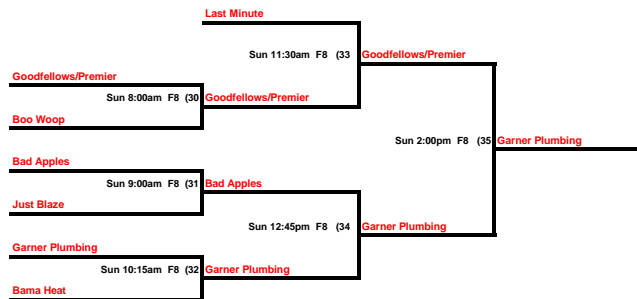 Last Minute
Sun 11:30am F8 (33
Goodfellows/Premier
Goodfellows/Premier
Sun 8:00am F8 (30
Goodfellows/Premier
Boo Woop
Sun 2:00pm F8 (35
Garner Plumbing
Bad Apples
Sun 9:00am F8 (31
Bad Apples
Just Blaze
Sun 12:45pm F8 (34
Garner Plumbing
Garner Plumbing
Sun 10:15am F8 (32
Garner Plumbing
Bama Heat